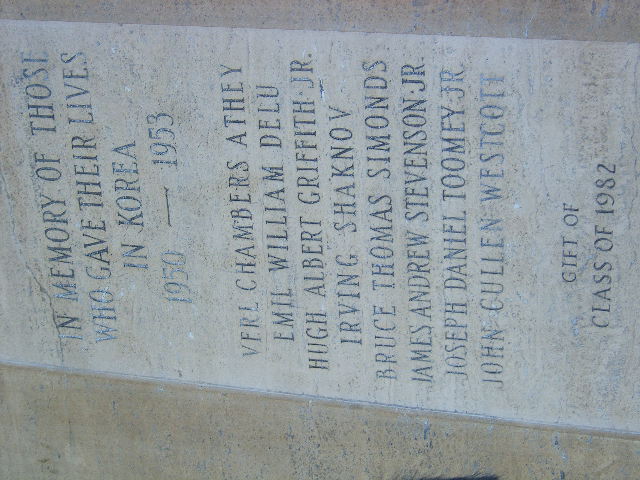 IN MEMORY OF THOSE
WHO GAVE THEIR LIVES
IN KOREA
1950 — 1953
VERL CHAMBERS ATHEY
EMIL WILLIAM DELU
HUGH ALBERT GRIFFITH·JR.
IRVING SHAKNOV
BRUCE THOMAS SIMONDS
JAMES ANDREW STEVENSON·JR.
JOSEPH DANIEL TOOMEY·JR
JOHN CULLEN WESTCOTT
GIFT OF
CLASS OF 1982